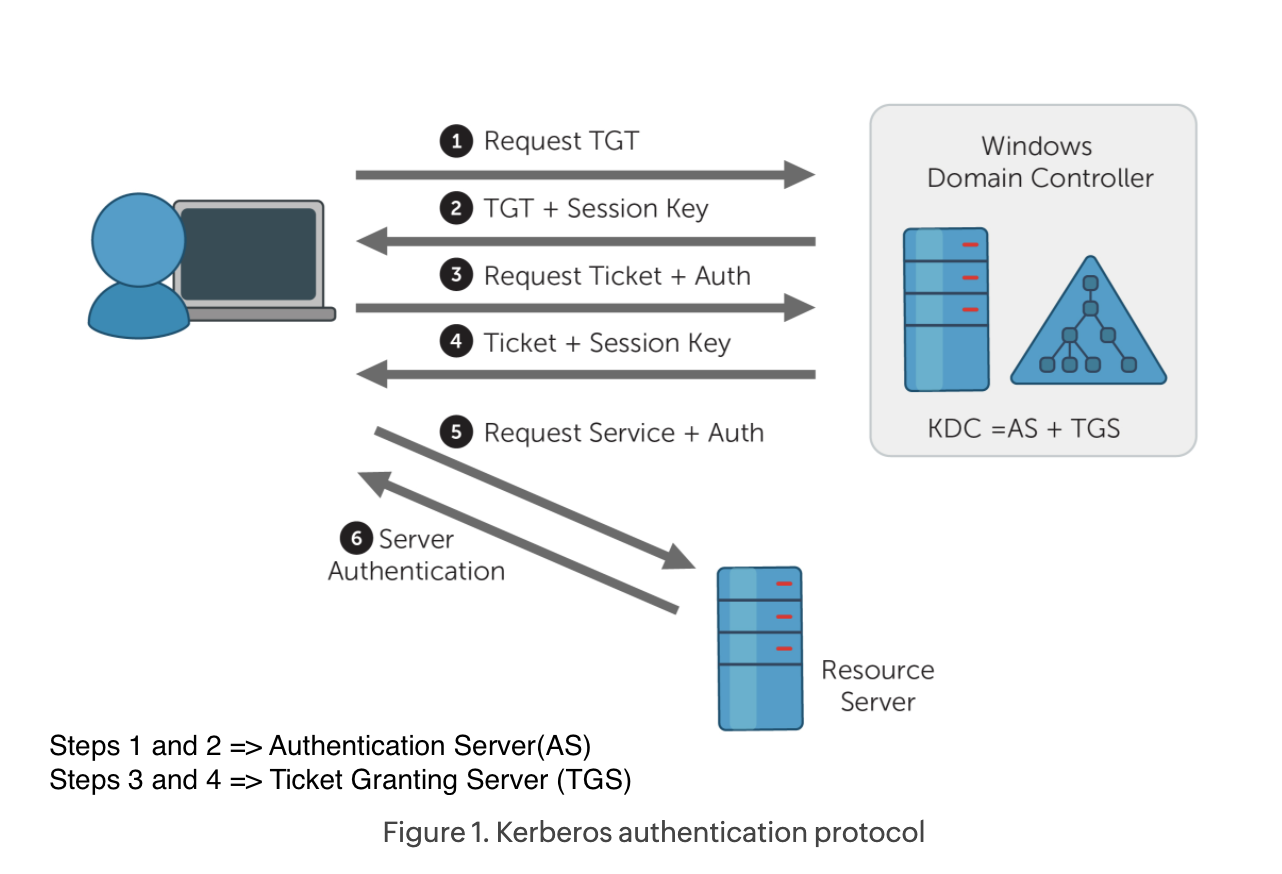 1 Request TGT
2 TGT + Session Key
3 Request Ticket + Auth
4 Ticket + Session Key
5 Request Service + Auth
6 Server
Authentication
Windows
Domain Controller
KDC =AS + TGS
Resource
Server
Steps 1 and 2 => Authentication Server(AS)
Steps 3 and 4 => Ticket Granting Server (TGS)
Figure 1. Kerberos authentication protocol